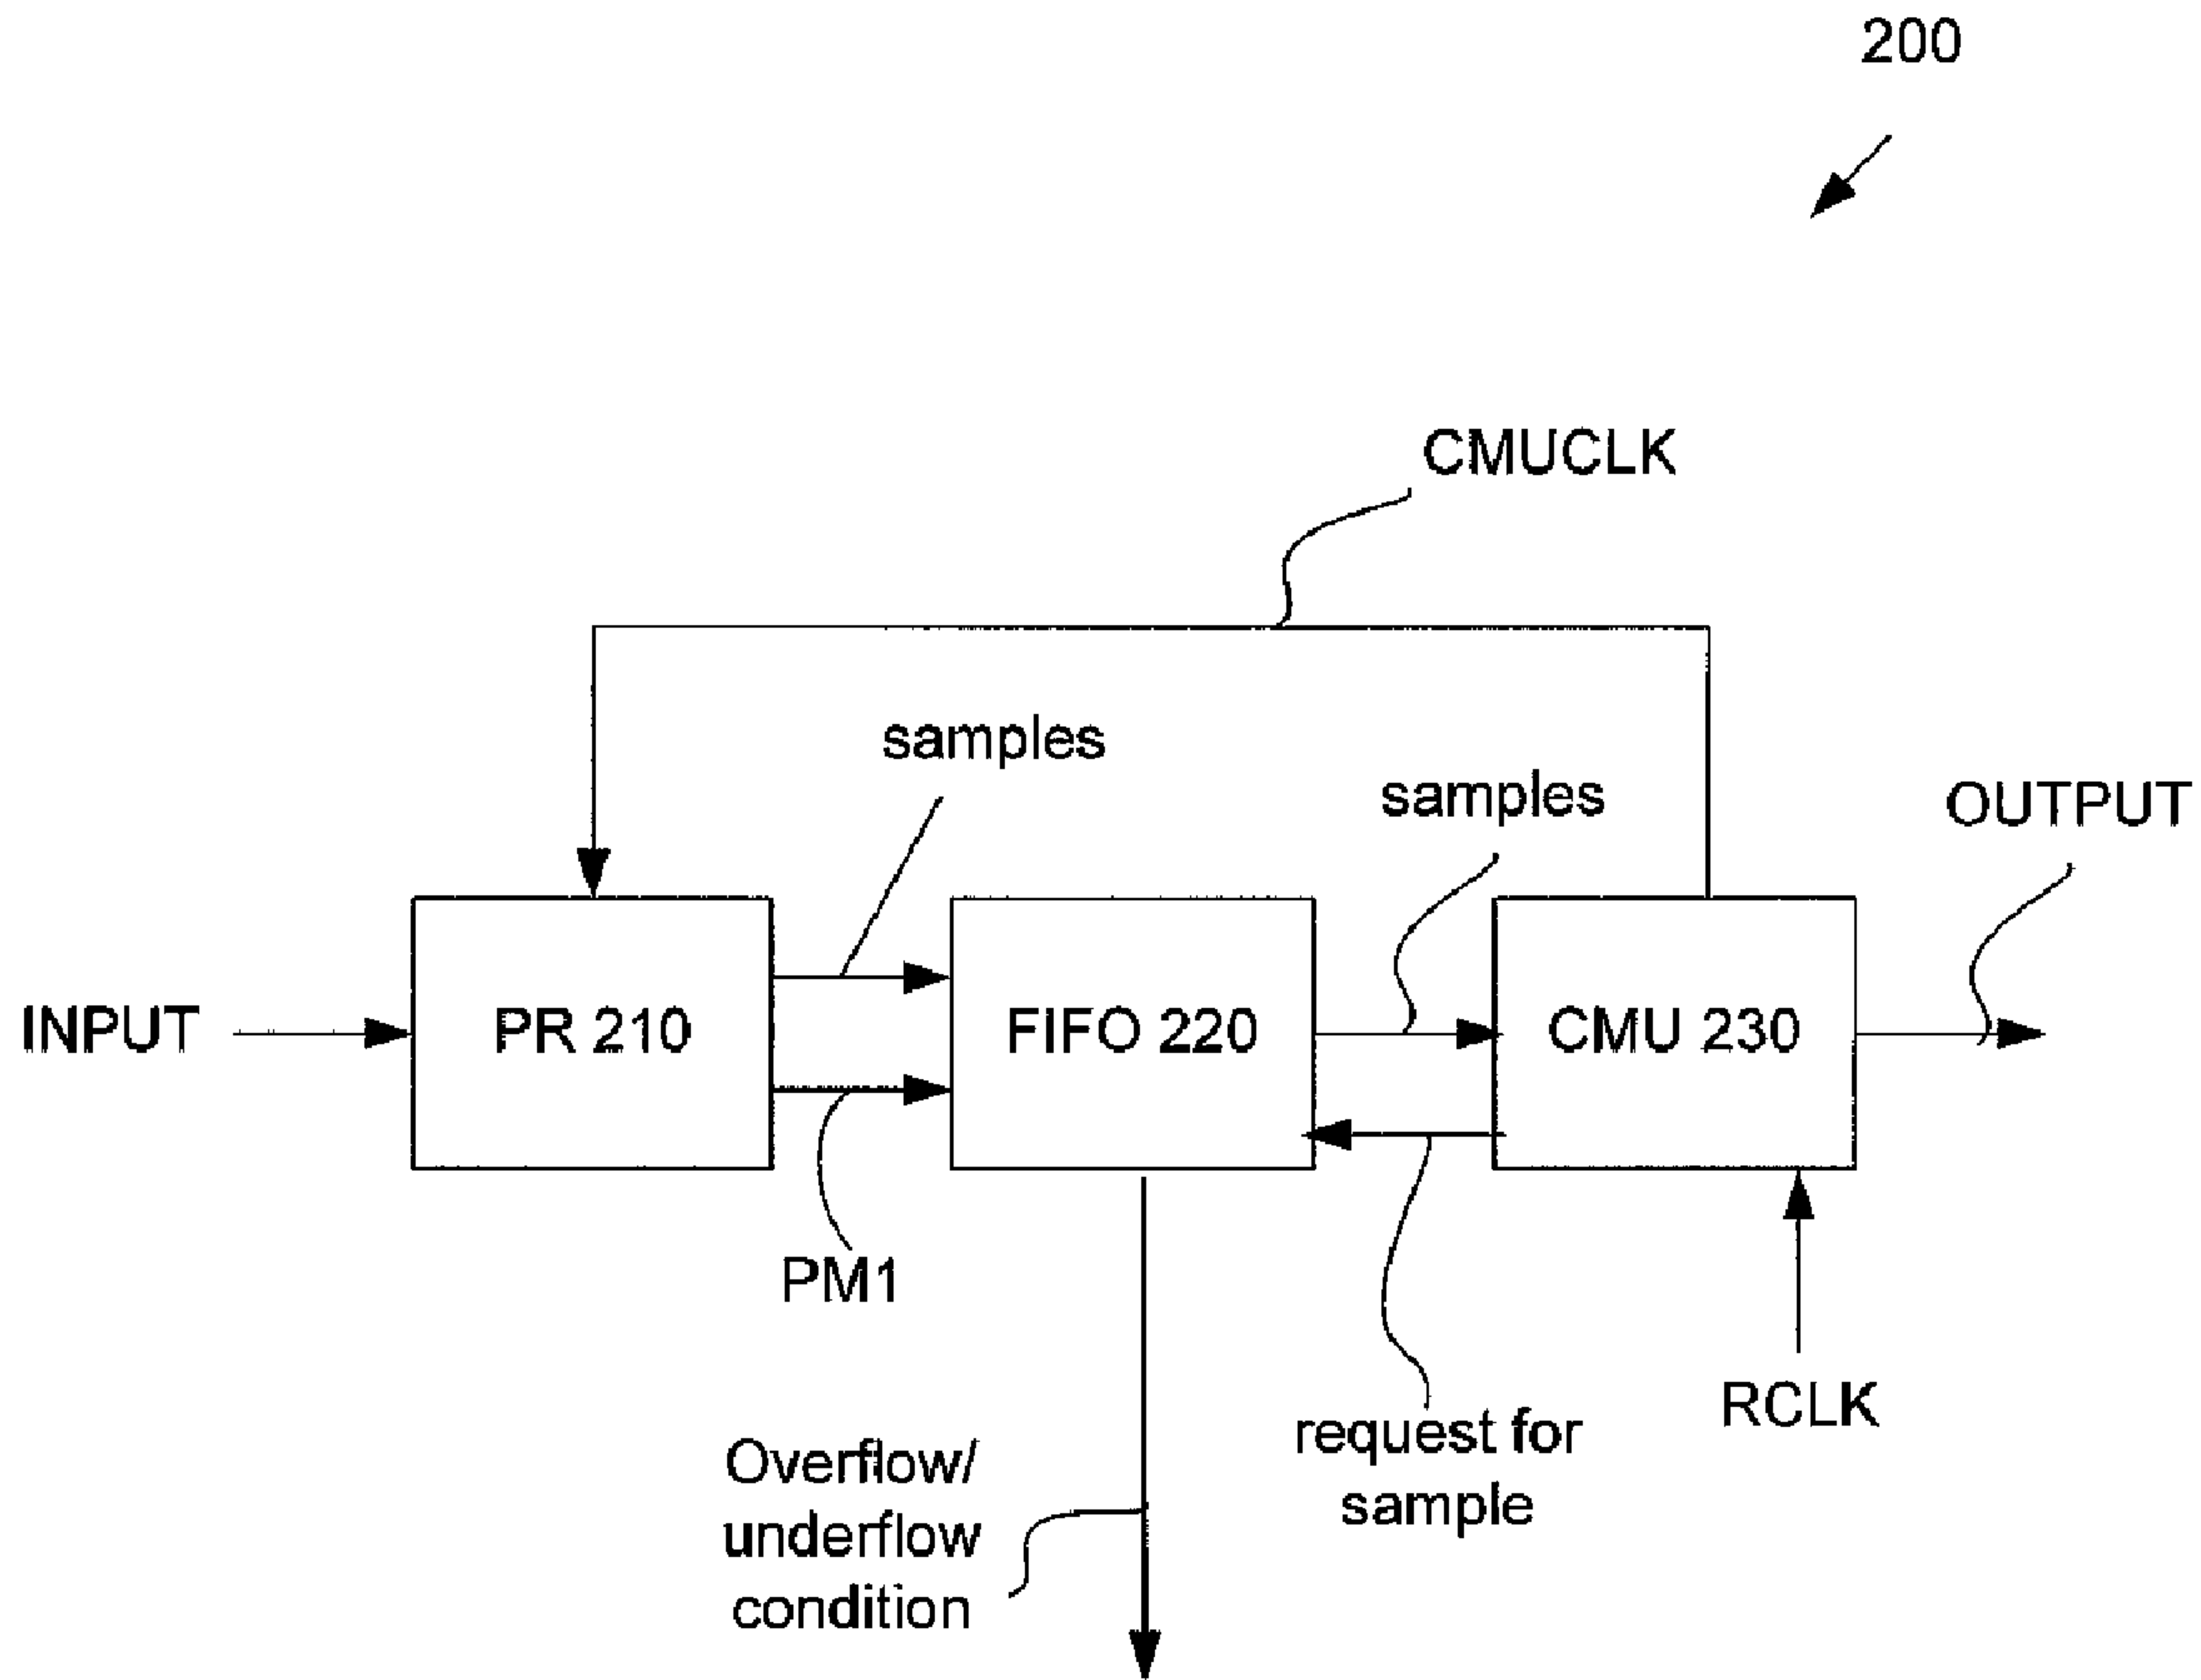 200
CMUCLK
samples
samples
OUTPUT
INPUT
PR 210
FIFO 220
CMU 230
PM1
RCLK
request for
sample
Overflow/
underflow
condition